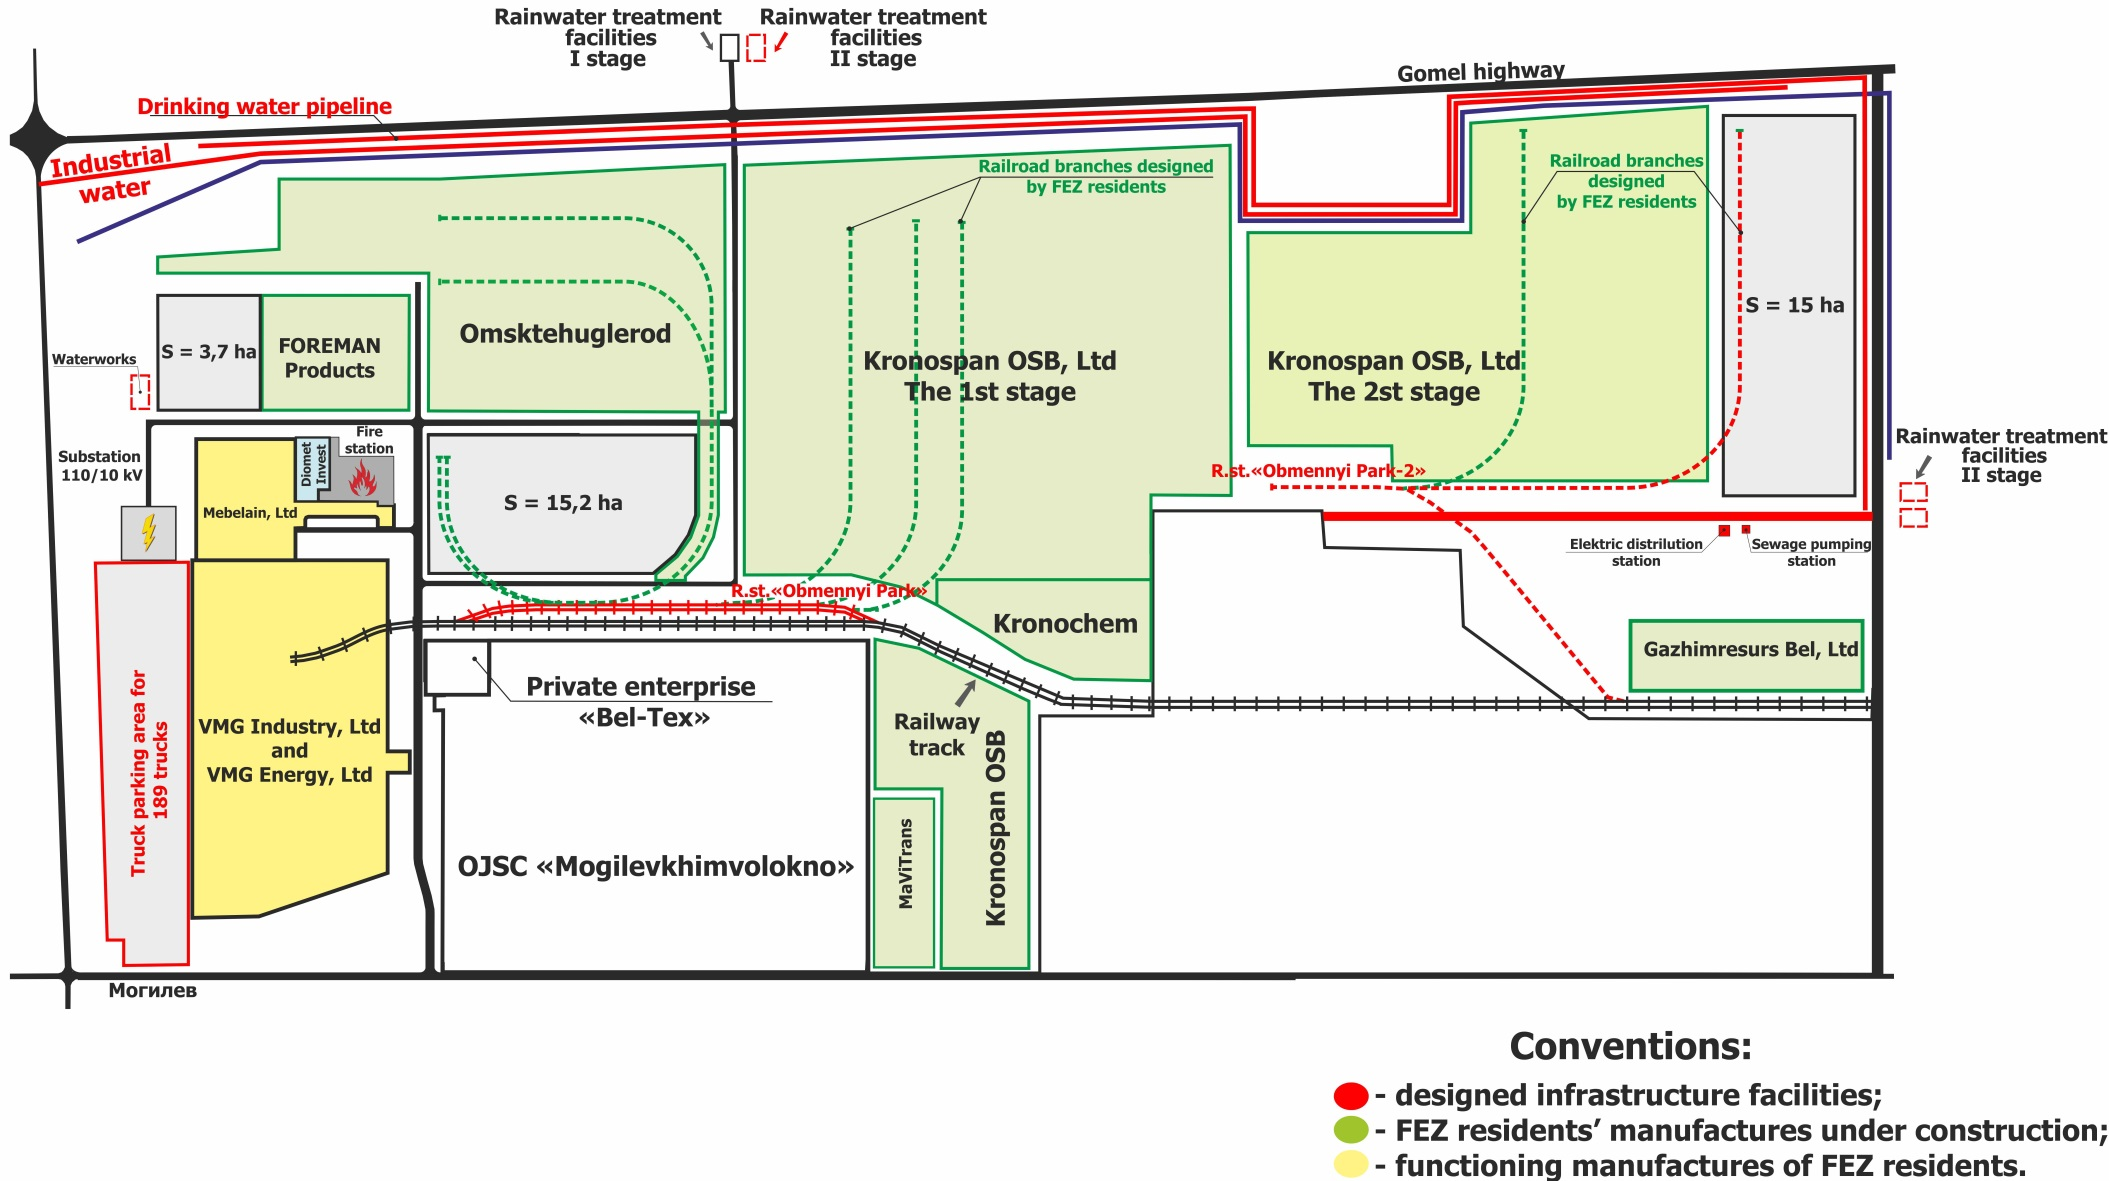 Rainwater treatment
facilities
I stage
Rainwater treatment
facilities
II stage
Gomel highway
Drinking water pipeline
Industrial
water
Railroad branches designed
by FEZ residents
Railroad branches
designed
by FEZ residents
S = 15 ha
Omsktehuglerod
S = 3,7 ha
FOREMAN
Products
Waterworks
Kronospan OSB, Ltd
The 1st stage
Kronospan OSB, Ltd
The 2st stage
Substation
110/10 kV
Fire
station
Diomet
Invest
Mebelain, Ltd
S = 15,2 ha
R.st.«Obmennyi Park-2»
Rainwater treatment
facilities
II stage
Elektric distrilution
station
Sewage pumping
station
R.st.«Obmennyi Park»
Kronochem
Gazhimresurs Bel, Ltd
Private enterprise
«Bel-Tex»
Railway
track
Truck parking area for
189 trucks
VMG Industry, Ltd
and
VMG Energy, Ltd
OJSC «Mogilevkhimvolokno»
MaViTrans
Kronospan OSB
Могилев
Conventions:
- designed infrastructure facilities;
- FEZ residents’ manufactures under construction;
- functioning manufactures of FEZ residents.